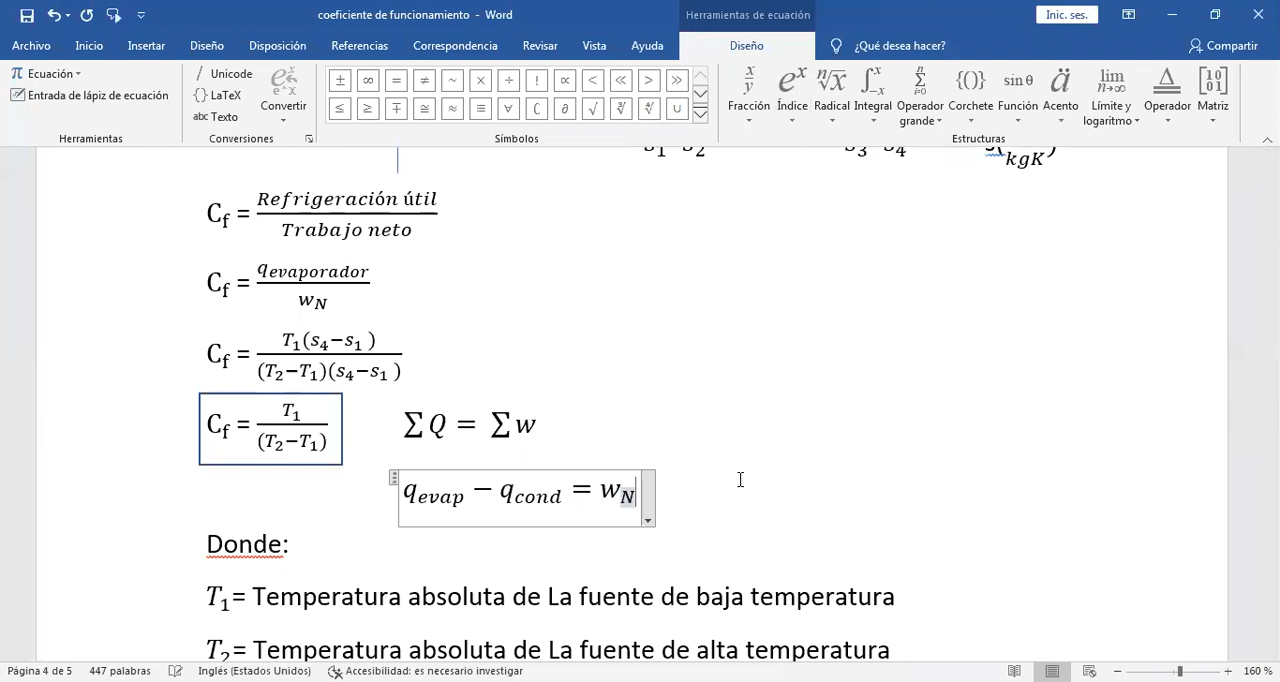 coeficiente de funcionamiento - Word
Herramientas de ecuación
Inic. ses.
Archivo Inicio Insertar Diseño Disposición Referencias Correspondencia Revisar Vista Ayuda Diseño ¿Qué desea hacer? Compartir
π Ecuación
Entrada de lápiz de ecuación
Herramientas
/ Unicode
{} LaTeX
abc Texto
Convertir
Conversiones
± ∞ = ≠ ~ × ÷ ! ∝ < ≪ > ≫
≤ ≥ ∓ ≅ ≈ ≡ ∀ ∁ ∂ √ ∛ ∜ ∪
Símbolos
Fracción Índice Radical Integral Operador grande Corchete Función Acento Límite y logaritmo Operador Matriz
Estructuras
C_f = Refrigeración útil / Trabajo neto
C_f = q_evaporador / w_N
C_f = T_1(s_4−s_1 ) / (T_2−T_1)(s_4−s_1 )
C_f = T_1 / (T_2−T_1) ∑ Q = ∑ w
q_evap − q_cond = w_N
Donde:
T_1= Temperatura absoluta de La fuente de baja temperatura
T_2= Temperatura absoluta de La fuente de alta temperatura
Página 4 de 5 447 palabras Inglés (Estados Unidos) Accesibilidad: es necesario investigar 160 %